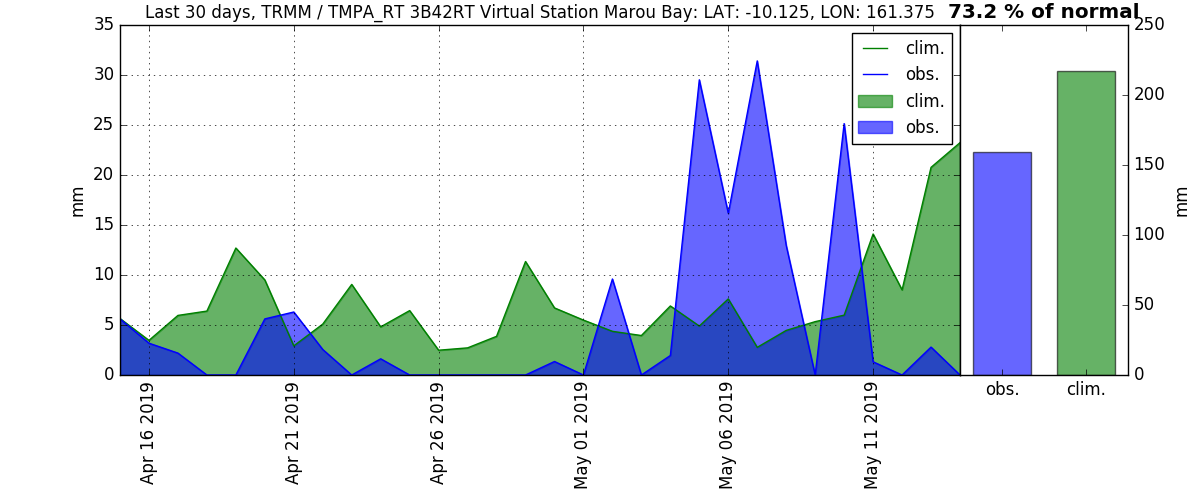 Last 30 days, TRMM / TMPA_RT 3B42RT Virtual Station Marou Bay: LAT: -10.125, LON: 161.375 73.2 % of normal
35
30
25
20
15
10
5
0
mm
clim.
obs.
clim.
obs.
250
200
150
100
50
0
mm
Apr 16 2019
Apr 21 2019
Apr 26 2019
May 01 2019
May 06 2019
May 11 2019
obs.
clim.